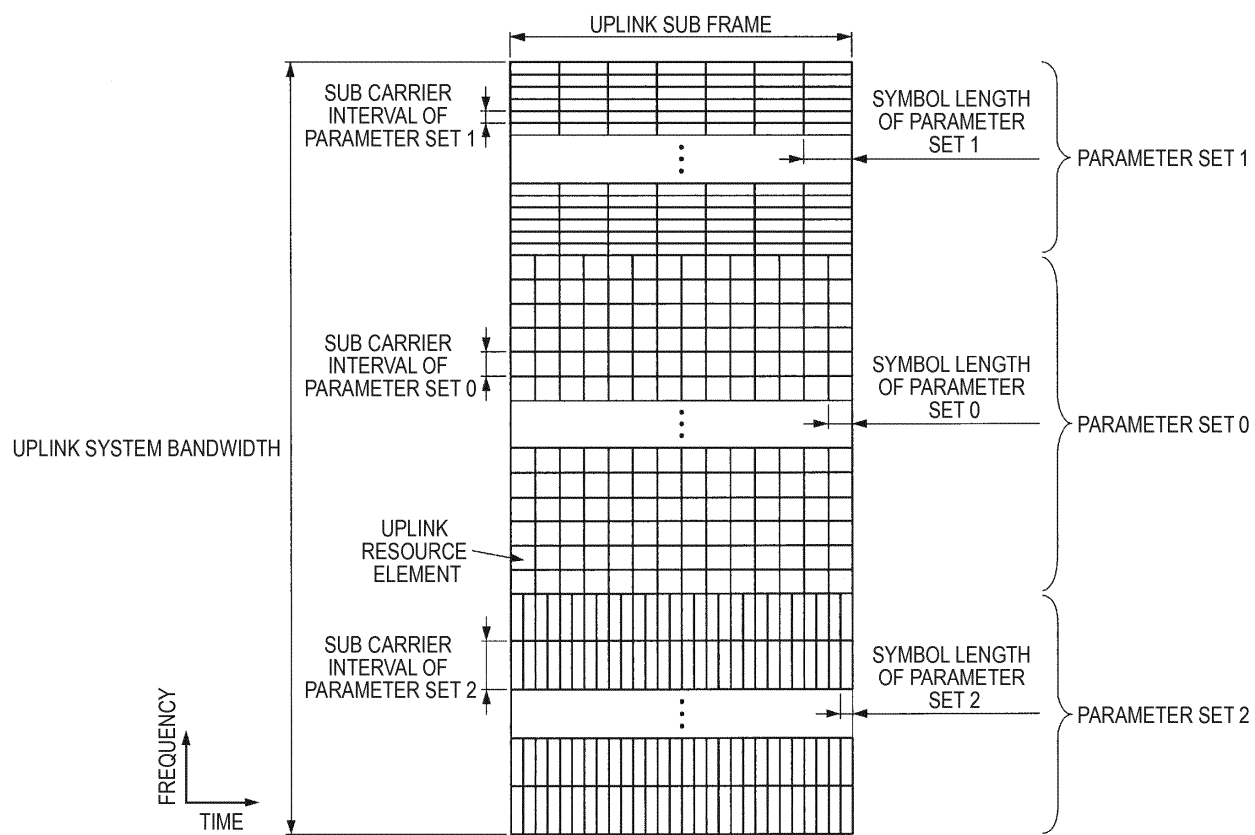 UPLINK SUB FRAME
SUB CARRIER
INTERVAL OF
PARAMETER SET 1
SYMBOL LENGTH
OF PARAMETER
SET 1
PARAMETER SET 1
SUB CARRIER
INTERVAL OF
PARAMETER SET 0
SYMBOL LENGTH
OF PARAMETER
SET 0
PARAMETER SET 0
UPLINK SYSTEM BANDWIDTH
UPLINK
RESOURCE
ELEMENT
SUB CARRIER
INTERVAL OF
PARAMETER SET 2
SYMBOL LENGTH
OF PARAMETER
SET 2
PARAMETER SET 2
FREQUENCY
TIME